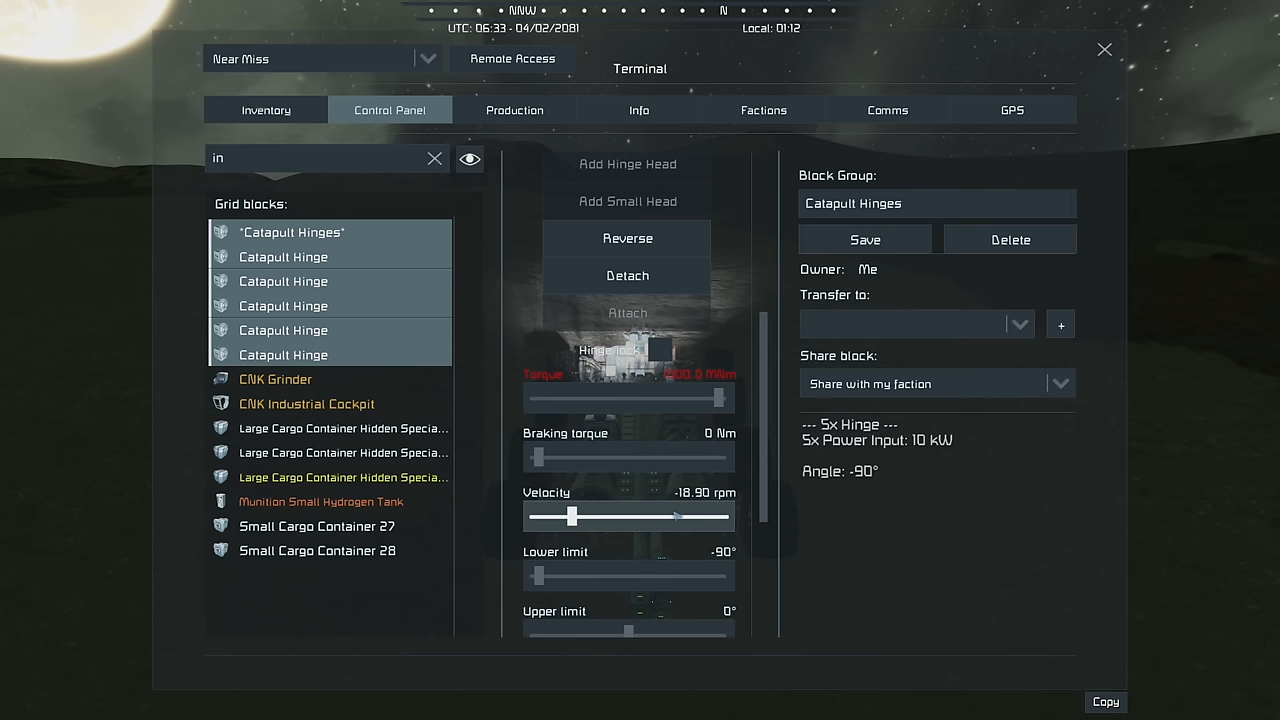 NNW N
UTC: 06:33 - 04/02/2081
Local: 01:12
Near Miss
Remote Access
Terminal
Inventory
Control Panel
Production
Info
Factions
Comms
GPS
in
Grid blocks:
*Catapult Hinges*
Catapult Hinge
Catapult Hinge
Catapult Hinge
Catapult Hinge
Catapult Hinge
CNK Grinder
CNK Industrial Cockpit
Large Cargo Container Hidden Specia...
Large Cargo Container Hidden Specia...
Large Cargo Container Hidden Specia...
Munition Small Hydrogen Tank
Small Cargo Container 27
Small Cargo Container 28
Add Hinge Head
Add Small Head
Reverse
Detach
Attach
Hinge lock
Torque MNm
Braking torque 0 Nm
Velocity -18.90 rpm
Lower limit -90°
Upper limit 0°
Block Group:
Catapult Hinges
Save
Delete
Owner: Me
Transfer to:
+
Share block:
Share with my faction
--- 5x Hinge ---
5x Power Input: 10 kW
Angle: -90°
Copy